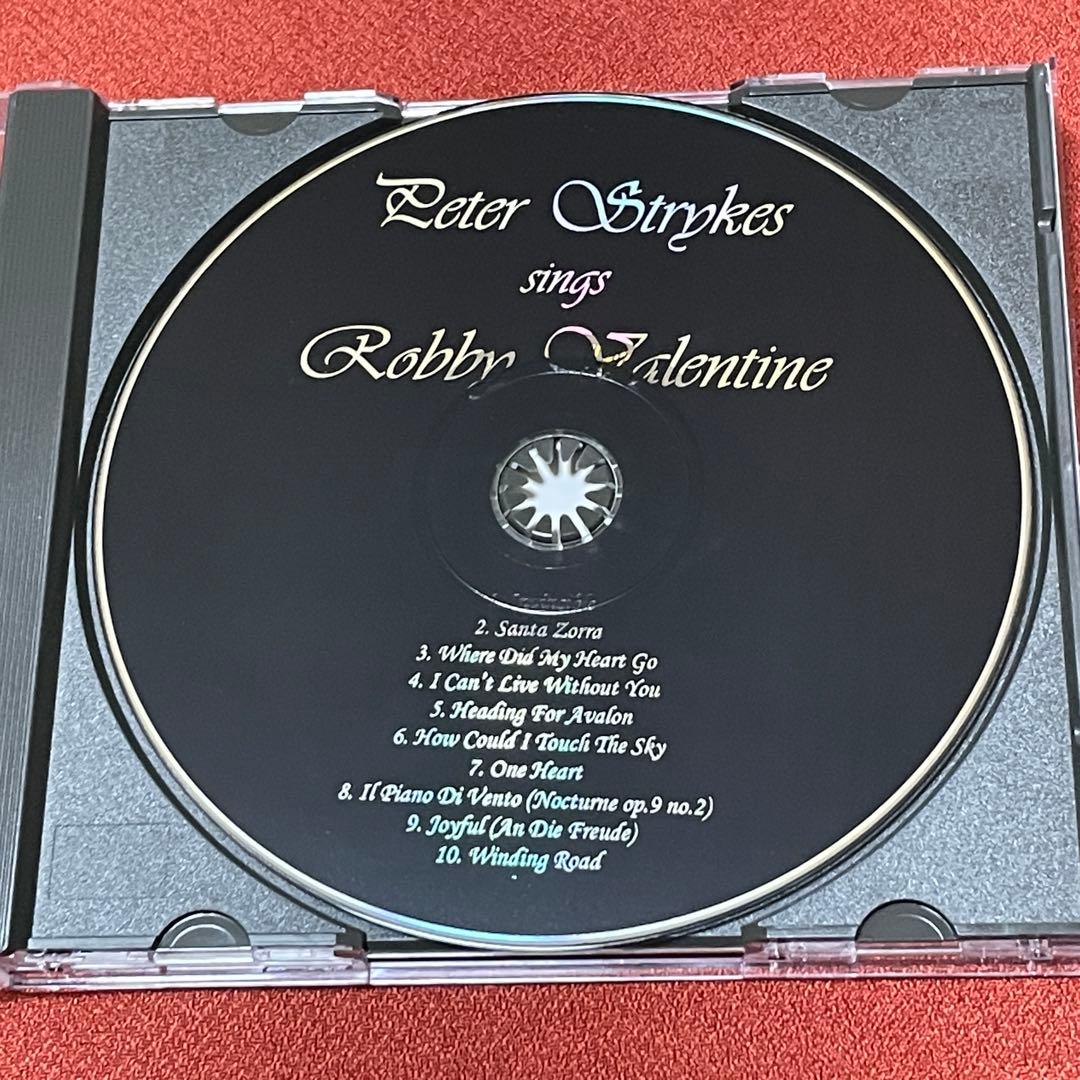 Peter Strykes
sings
Robby Valentine
2. Santa Zorra
3. Where Did My Heart Go
4. I Can't Live Without You
5. Heading For Avalon
6. How Could I Touch The Sky
7. One Heart
8. Il Piano Di Vento (Nocturne op.9 no.2)
9. Joyful (An Die Freude)
10. Winding Road